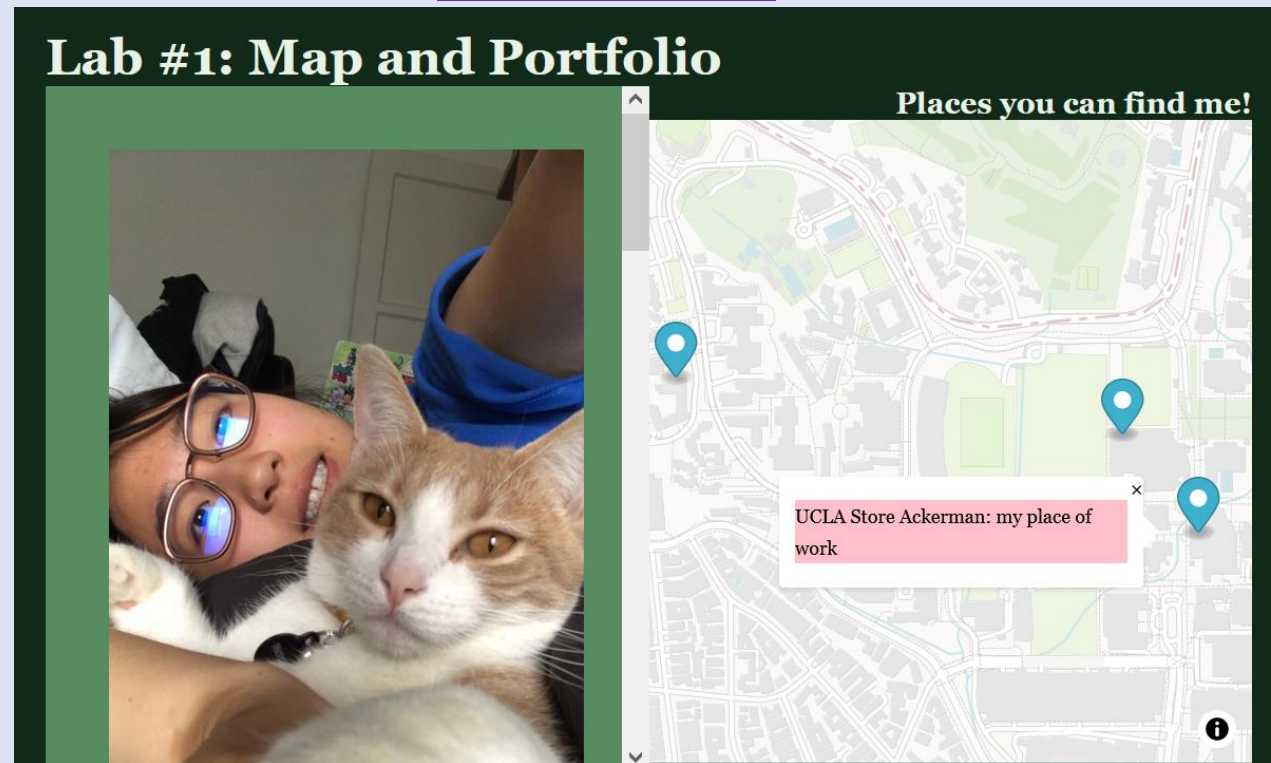 Lab #1: Map and Portfolio
Places you can find me!
×
UCLA Store Ackerman: my place of
work